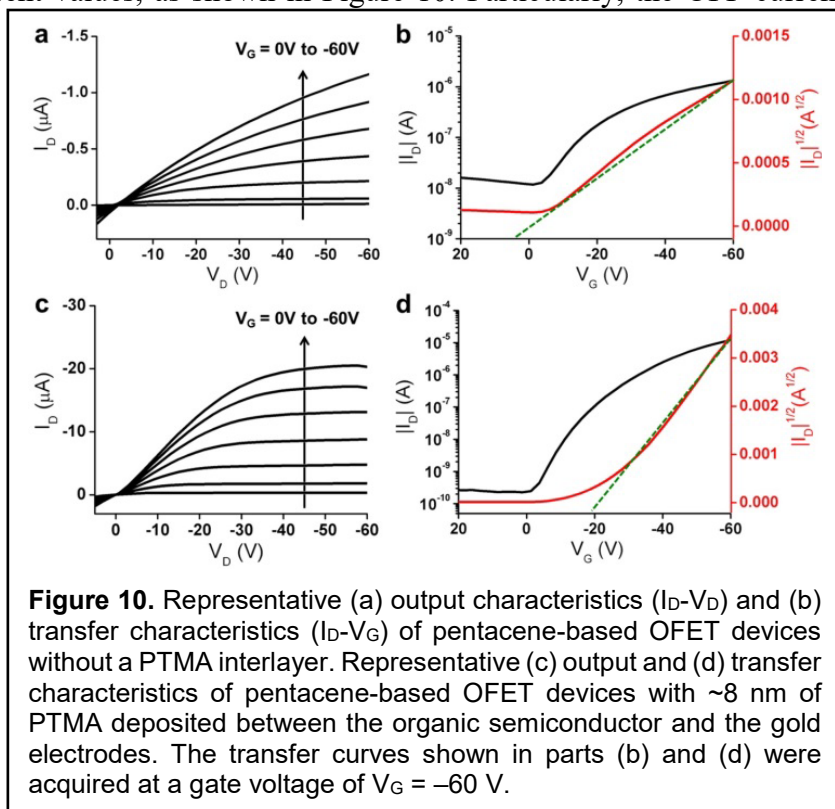 a
V_G = 0V to -60V
I_D (µA)
-1.5
-1.0
-0.5
0.0
0 -10 -20 -30 -40 -50 -60
V_D (V)
b
|I_D| (A)
10^-5
10^-6
10^-7
10^-8
10^-9
20 0 -20 -40 -60
V_G (V)
0.0015
0.0010
0.0005
0.0000
|I_D|^1/2(A^1/2)
c
V_G = 0V to -60V
I_D (µA)
-30
-20
-10
0
0 -10 -20 -30 -40 -50 -60
V_D (V)
d
|I_D| (A)
10^-4
10^-5
10^-6
10^-7
10^-8
10^-9
10^-10
20 0 -20 -40 -60
V_G (V)
0.004
0.003
0.002
0.001
0.000
|I_D|^1/2(A^1/2)
Figure 10. Representative (a) output characteristics (I_D-V_D) and (b)
transfer characteristics (I_D-V_G) of pentacene-based OFET devices
without a PTMA interlayer. Representative (c) output and (d) transfer
characteristics of pentacene-based OFET devices with ~8 nm of
PTMA deposited between the organic semiconductor and the gold
electrodes. The transfer curves shown in parts (b) and (d) were
acquired at a gate voltage of V_G = –60 V.